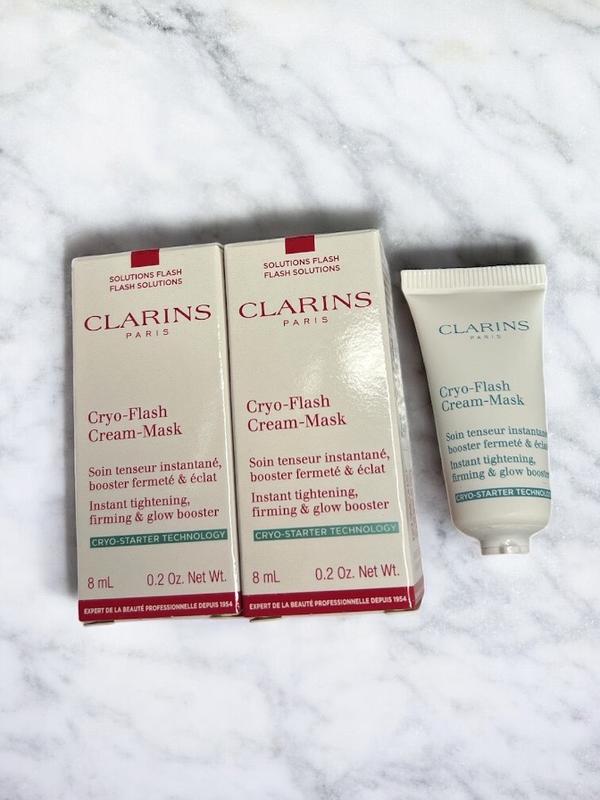 SOLUTIONS FLASH
FLASH SOLUTIONS
CLARINS
PARIS
Cryo-Flash
Cream-Mask
Soin tenseur instantané,
booster fermeté & éclat
Instant tightening,
firming & glow booster
CRYO-STARTER TECHNOLOGY
8 mL 0.2 Oz. Net Wt.
EXPERT DE LA BEAUTÉ PROFESSIONNELLE DEPUIS 1954
SOLUTIONS FLASH
FLASH SOLUTIONS
CLARINS
PARIS
Cryo-Flash
Cream-Mask
Soin tenseur instantané,
booster fermeté & éclat
Instant tightening,
firming & glow booster
CRYO-STARTER TECHNOLOGY
8 mL 0.2 Oz. Net Wt.
EXPERT DE LA BEAUTÉ PROFESSIONNELLE DEPUIS 1954
CLARINS
PARIS
Cryo-Flash
Cream-Mask
Soin tenseur instantané,
booster fermeté & éclat
Instant tightening,
firming & glow booster
CRYO-STARTER TECHNOLOG